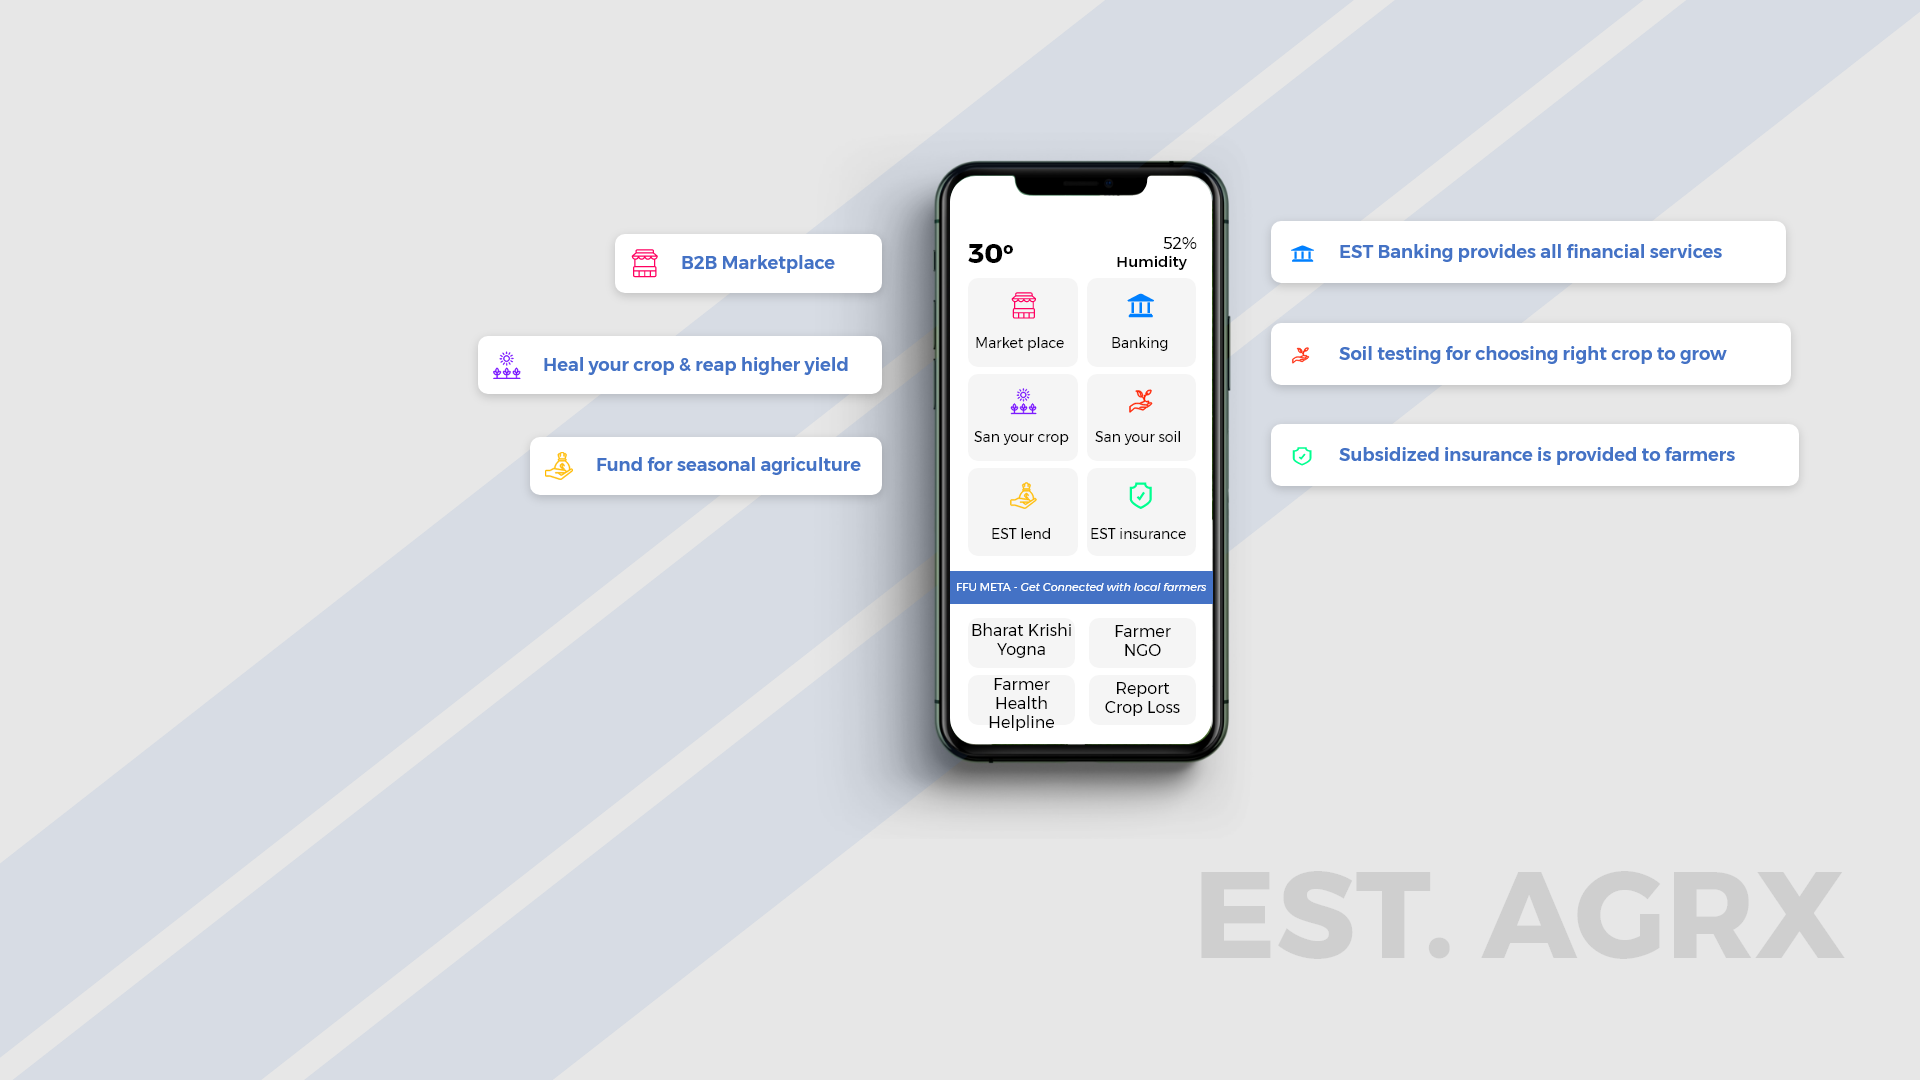 B2B Marketplace
Heal your crop & reap higher yield
Fund for seasonal agriculture
30°
52%
Humidity
Market place
Banking
San your crop
San your soil
EST lend
EST insurance
FFU META - Get Connected with local farmers
Bharat Krishi
Yogna
Farmer
NGO
Farmer
Health
Helpline
Report
Crop Loss
EST Banking provides all financial services
Soil testing for choosing right crop to grow
Subsidized insurance is provided to farmers
EST. AGRX